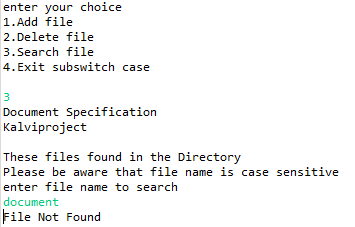 enter your choice
1.Add file
2.Delete file
3.Search file
4.Exit subswitch case
3
Document Specification
Kalviproject
These files found in the Directory
Please be aware that file name is case sensitive
enter file name to search
document
File Not Found